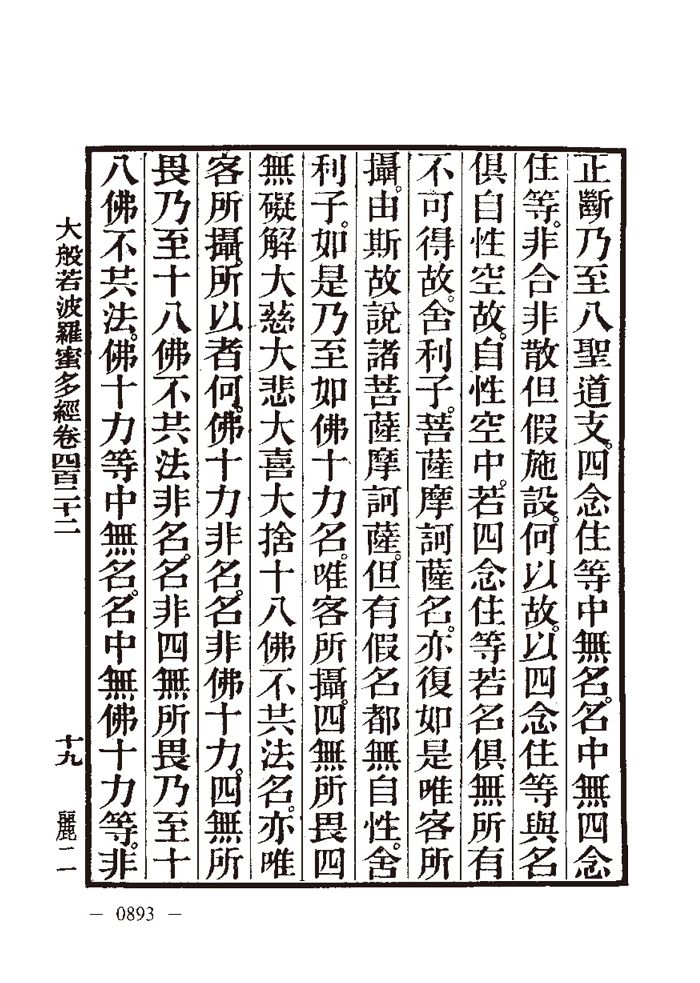 正斷乃至八聖道支。四念住等中無名。名中無四念
住等。非合非散但假施設。何以故。以四念住等與名
俱自性空故。自性空中。若四念住等若名俱無所有
不可得故。舍利子。菩薩摩訶薩名。亦復如是唯客所
攝。由斯故說諸菩薩摩訶薩。但有假名都無自性。舍
利子。如是乃至如佛十力名。唯客所攝。四無所畏四
無礙解大慈大悲大喜大捨十八佛不共法名。亦唯
客所攝。所以者何。佛十力非名。名非佛十力。四無所
畏乃至十八佛不共法非名。名非四無所畏乃至十
八佛不共法。佛十力等中無名。名中無佛十力等。非
大般若波羅蜜多經卷四百二十二
十九
麗二
— 0893 —